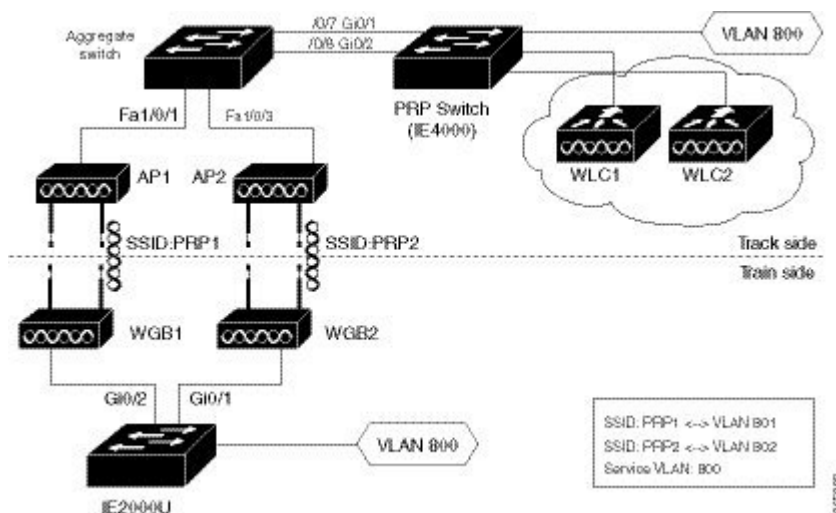 Aggregate
switch
/0/7 Gi0/1
/0/8 Gi0/2
VLAN 800
PRP Switch
(IE4000)
WLC1
WLC2
Fa1/0/1
Fa1/0/3
AP1
AP2
SSID:PRP1
SSID:PRP2
Track side
Train side
WGB1
WGB2
Gi0/2
Gi0/1
VLAN 800
IE2000U
SSID: PRP1 <--> VLAN 801
SSID: PRP2 <--> VLAN 802
Service VLAN: 800